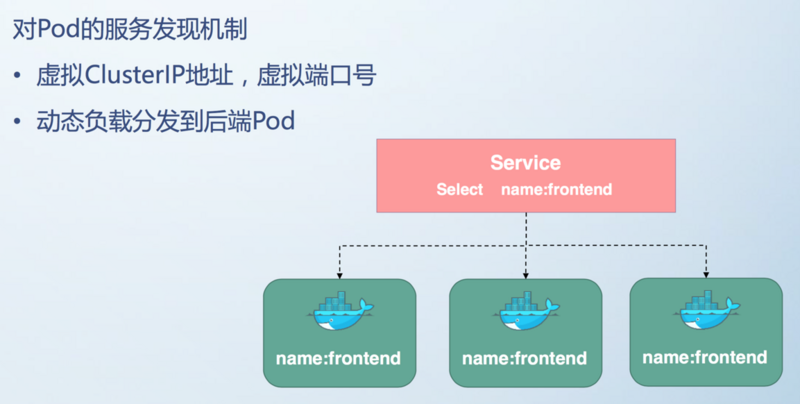 对Pod的服务发现机制
• 虚拟ClusterIP地址，虚拟端口号
• 动态负载分发到后端Pod
Service
Select name:frontend
name:frontend
name:frontend
name:frontend